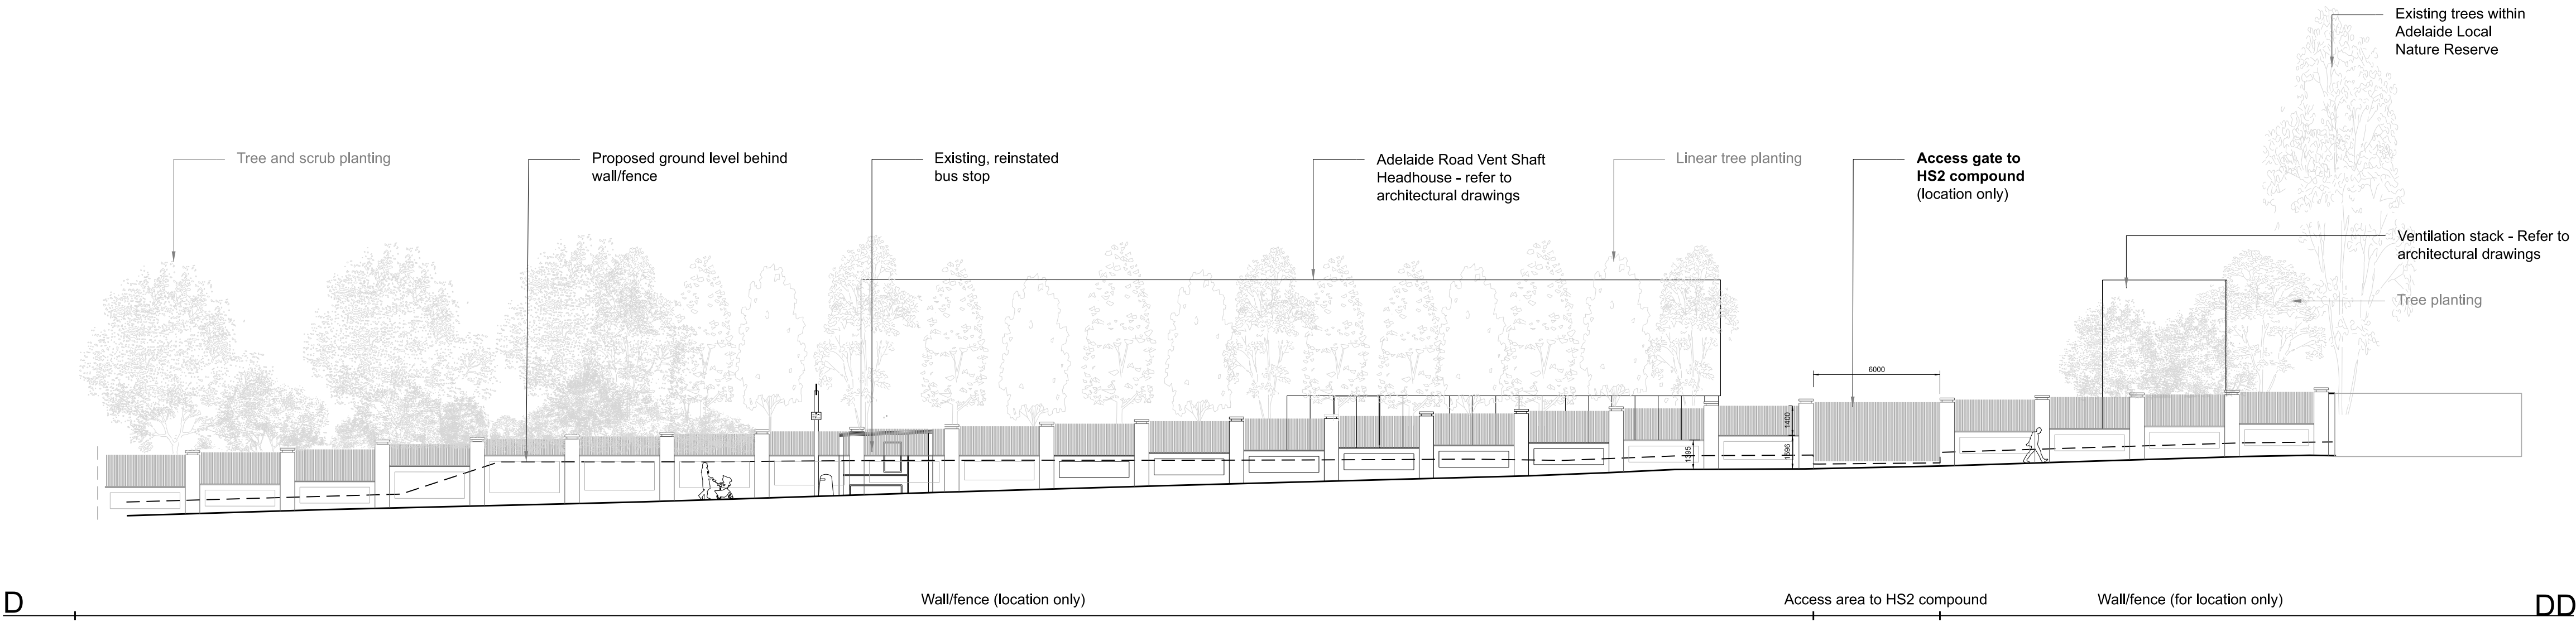 Existing trees within
Adelaide Local
Nature Reserve
Tree and scrub planting
Proposed ground level behind
wall/fence
Existing, reinstated
bus stop
Adelaide Road Vent Shaft
Headhouse - refer to
architectural drawings
Linear tree planting
Access gate to
HS2 compound
(location only)
Ventilation stack - Refer to
architectural drawings
Tree planting
6000
1400
1395
D
Wall/fence (location only)
Access area to HS2 compound
Wall/fence (for location only)
DD